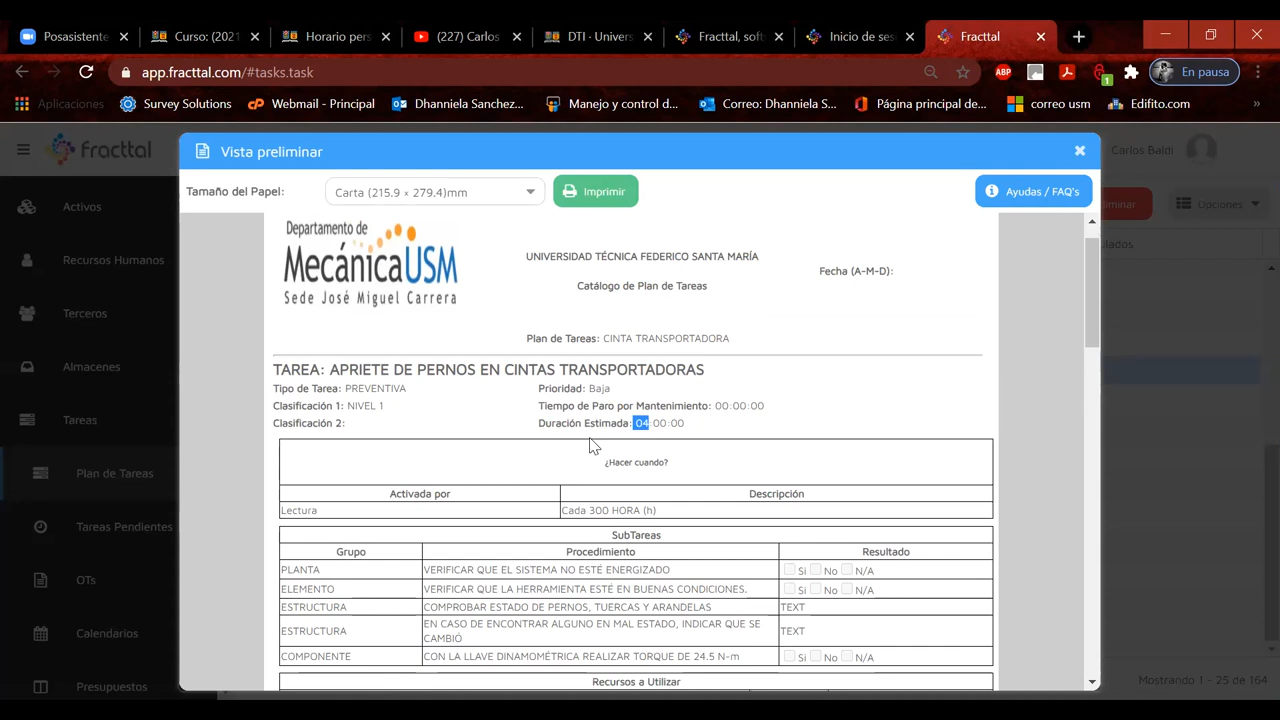 Posasistente
Curso: (2021
Horario pers
(227) Carlos
DTI - Univers
Fracttal, soft
Inicio de ses
Fracttal
app.fracttal.com/#tasks.task
ABP
1
En pausa
Aplicaciones
Survey Solutions
Webmail - Principal
Dhanniela Sanchez...
Manejo y control d...
Correo: Dhanniela S...
Página principal de...
correo usm
Edifito.com
»
fracttal
Carlos Baldi
Vista preliminar
Tamaño del Papel:
Carta (215.9 x 279.4)mm
Imprimir
Ayudas / FAQ's
minar
Opciones
ulados
Activos
Recursos Humanos
Terceros
Almacenes
Tareas
Plan de Tareas
Tareas Pendientes
OTs
Calendarios
Presupuestos
Departamento de
MecánicaUSM
Sede José Miguel Carrera
UNIVERSIDAD TÉCNICA FEDERICO SANTA MARÍA
Catálogo de Plan de Tareas
Fecha (A-M-D):
Plan de Tareas: CINTA TRANSPORTADORA
TAREA: APRIETE DE PERNOS EN CINTAS TRANSPORTADORAS
Tipo de Tarea: PREVENTIVA
Prioridad: Baja
Clasificación 1: NIVEL 1
Tiempo de Paro por Mantenimiento: 00:00:00
Clasificación 2:
Duración Estimada: 04:00:00
¿Hacer cuando?
Activada por
Descripción
Lectura
Cada 300 HORA (h)
SubTareas
Grupo
Procedimiento
Resultado
PLANTA
VERIFICAR QUE EL SISTEMA NO ESTÉ ENERGIZADO
Si No N/A
ELEMENTO
VERIFICAR QUE LA HERRAMIENTA ESTÉ EN BUENAS CONDICIONES.
Si No N/A
ESTRUCTURA
COMPROBAR ESTADO DE PERNOS, TUERCAS Y ARANDELAS
TEXT
ESTRUCTURA
EN CASO DE ENCONTRAR ALGUNO EN MAL ESTADO, INDICAR QUE SE
CAMBIÓ
TEXT
COMPONENTE
CON LA LLAVE DINAMOMÉTRICA REALIZAR TORQUE DE 24.5 N-m
Si No N/A
Recursos a Utilizar
Mostrando 1 - 25 de 164